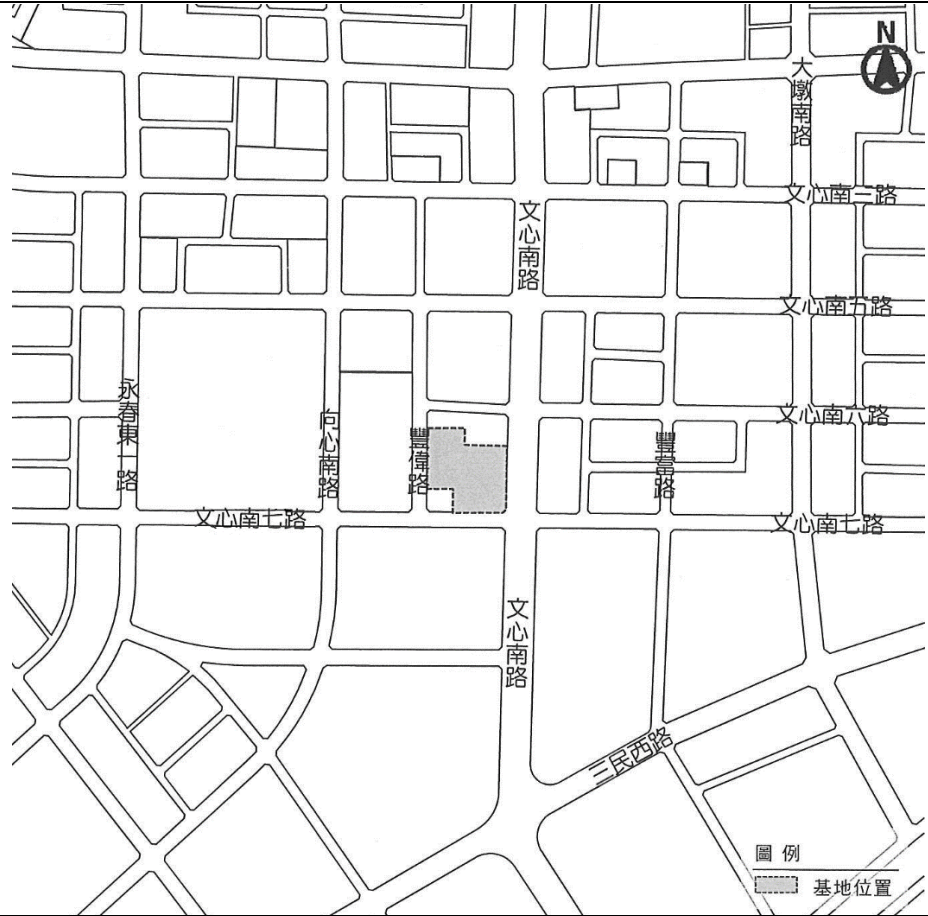 N
大墩南路
文心南三路
文心南路
文心南五路
永春東一路
向心南路
豐偉路
文心南六路
豐富路
文心南七路
文心南七路
文心南路
三民西路
圖例
基地位置